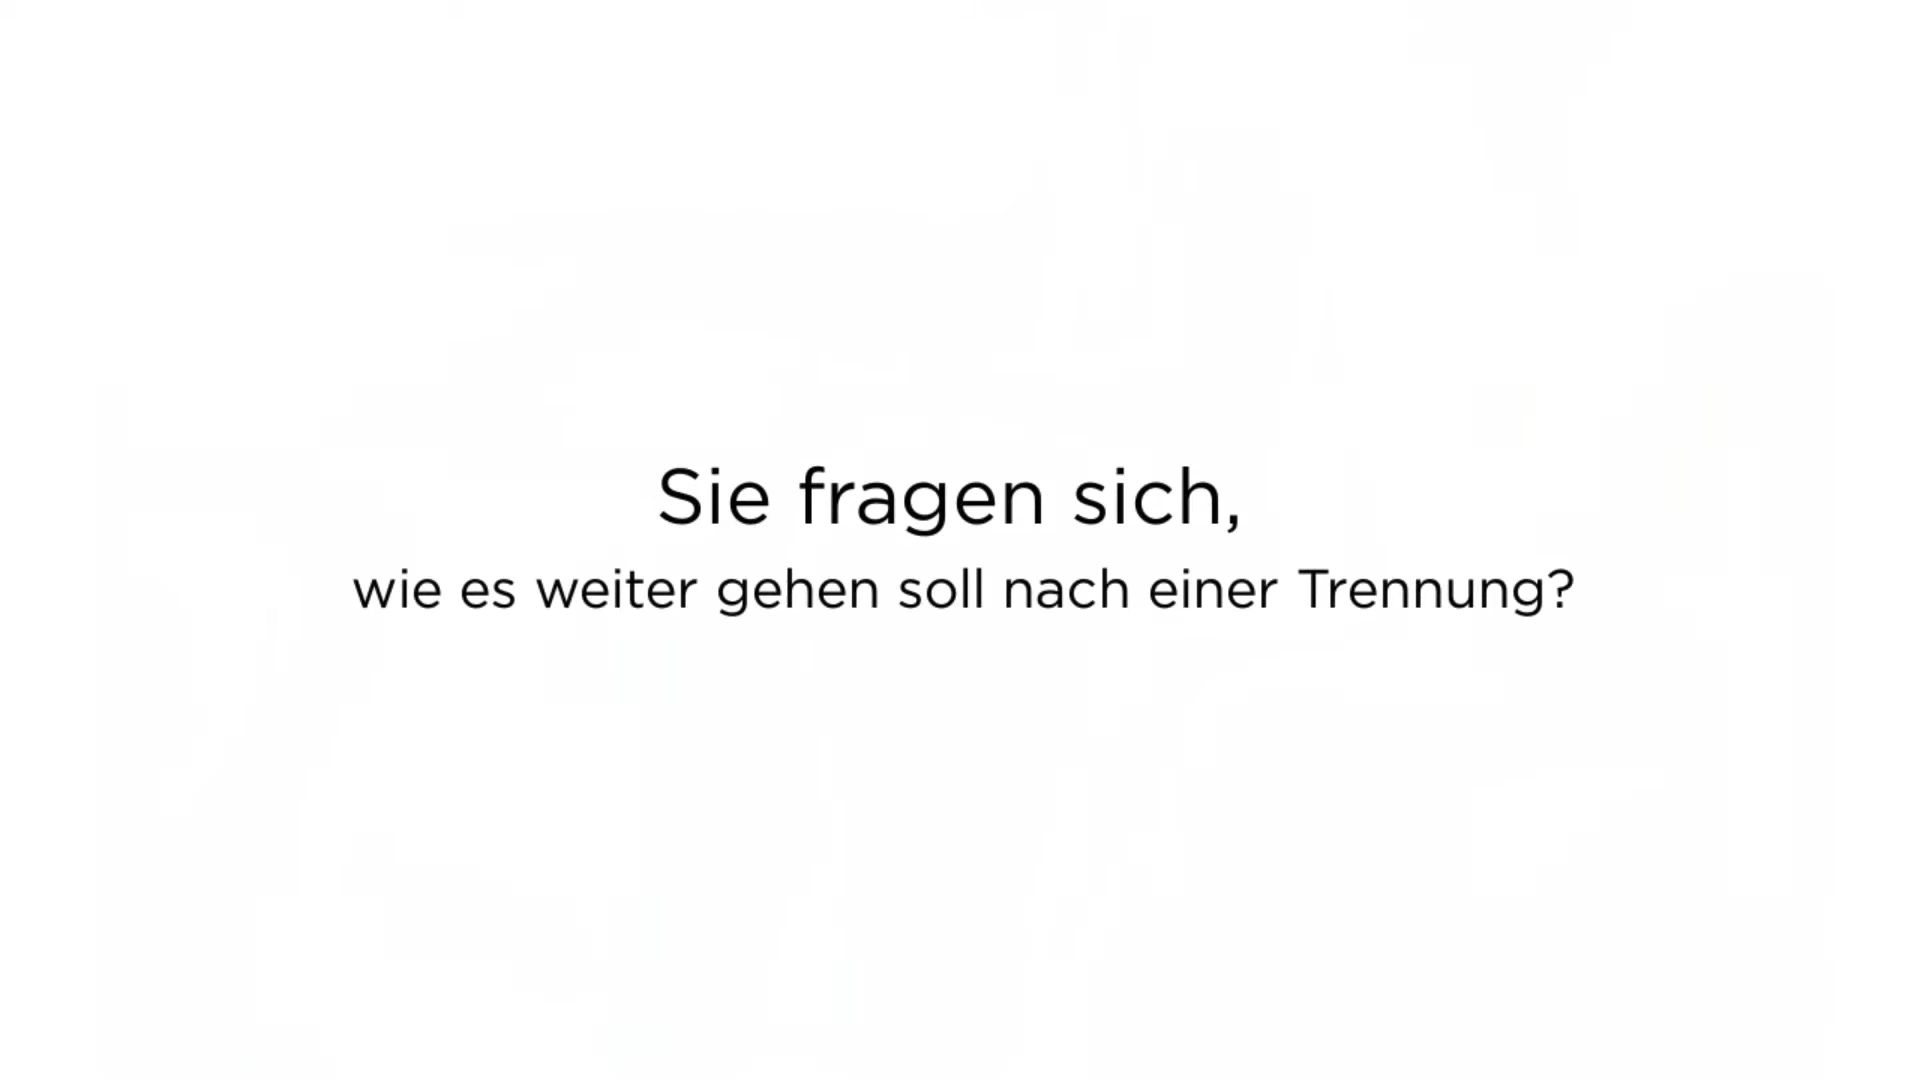 Sie fragen sich,
wie es weiter gehen soll nach einer Trennung?